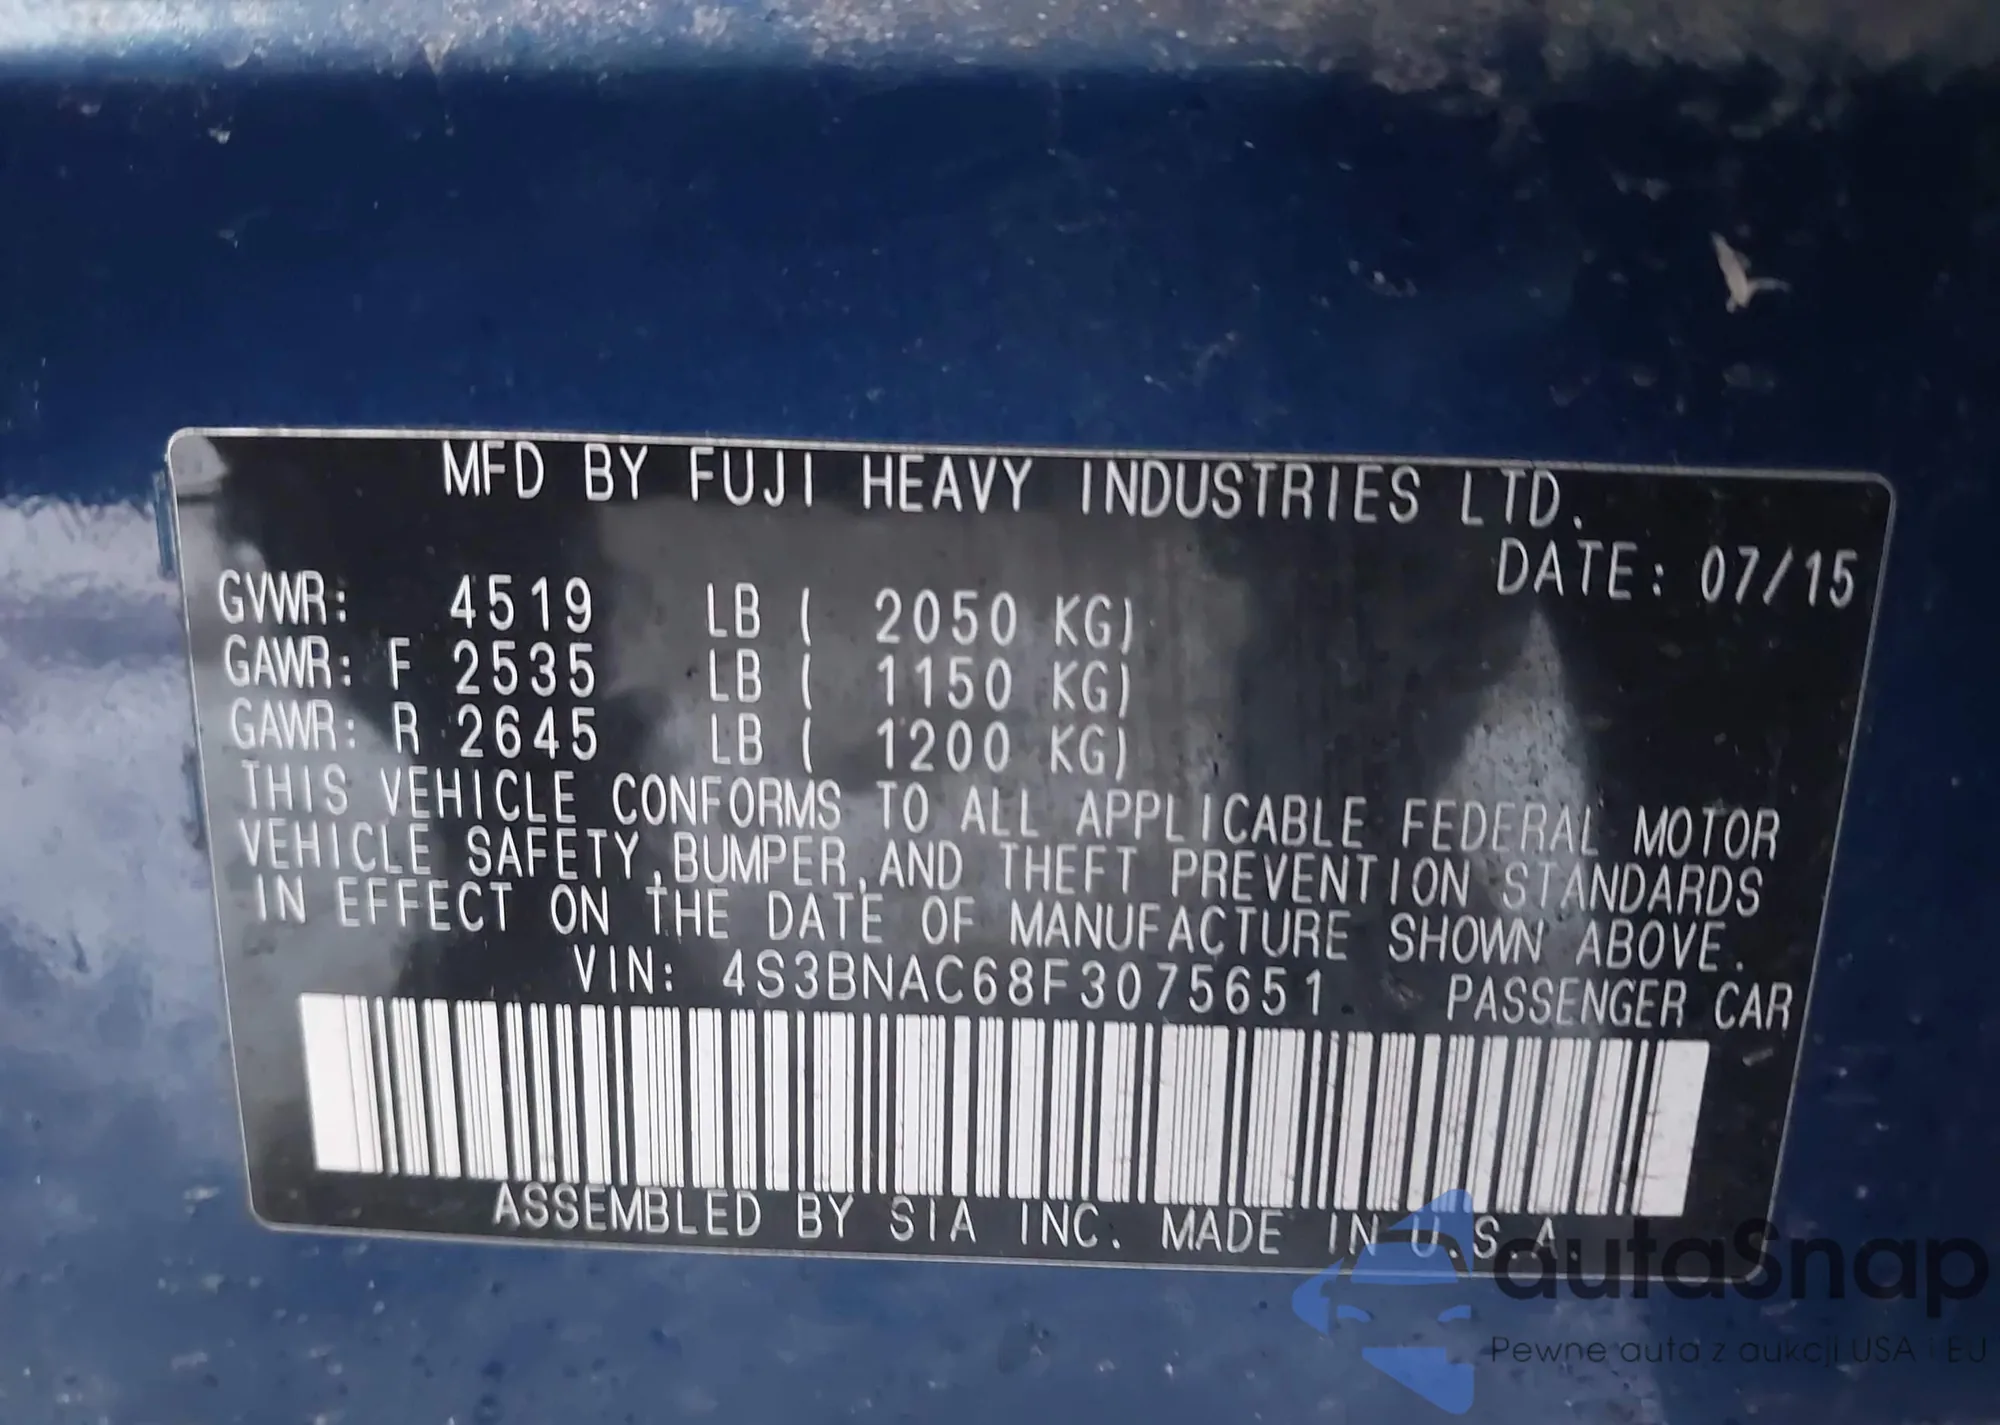 MFD BY FUJI HEAVY INDUSTRIES LTD.
DATE: 07/15
GVWR: 4519 LB ( 2050 KG)
GAWR: F 2535 LB ( 1150 KG)
GAWR: R 2645 LB ( 1200 KG)
THIS VEHICLE CONFORMS TO ALL APPLICABLE FEDERAL MOTOR
VEHICLE SAFETY,BUMPER,AND THEFT PREVENTION STANDARDS
IN EFFECT ON THE DATE OF MANUFACTURE SHOWN ABOVE.
VIN: 4S3BNAC68F3075651 PASSENGER CAR
ASSEMBLED BY SIA INC. MADE IN U.S.A.
autaSnap
Pewne auta z aukcji USA i EU